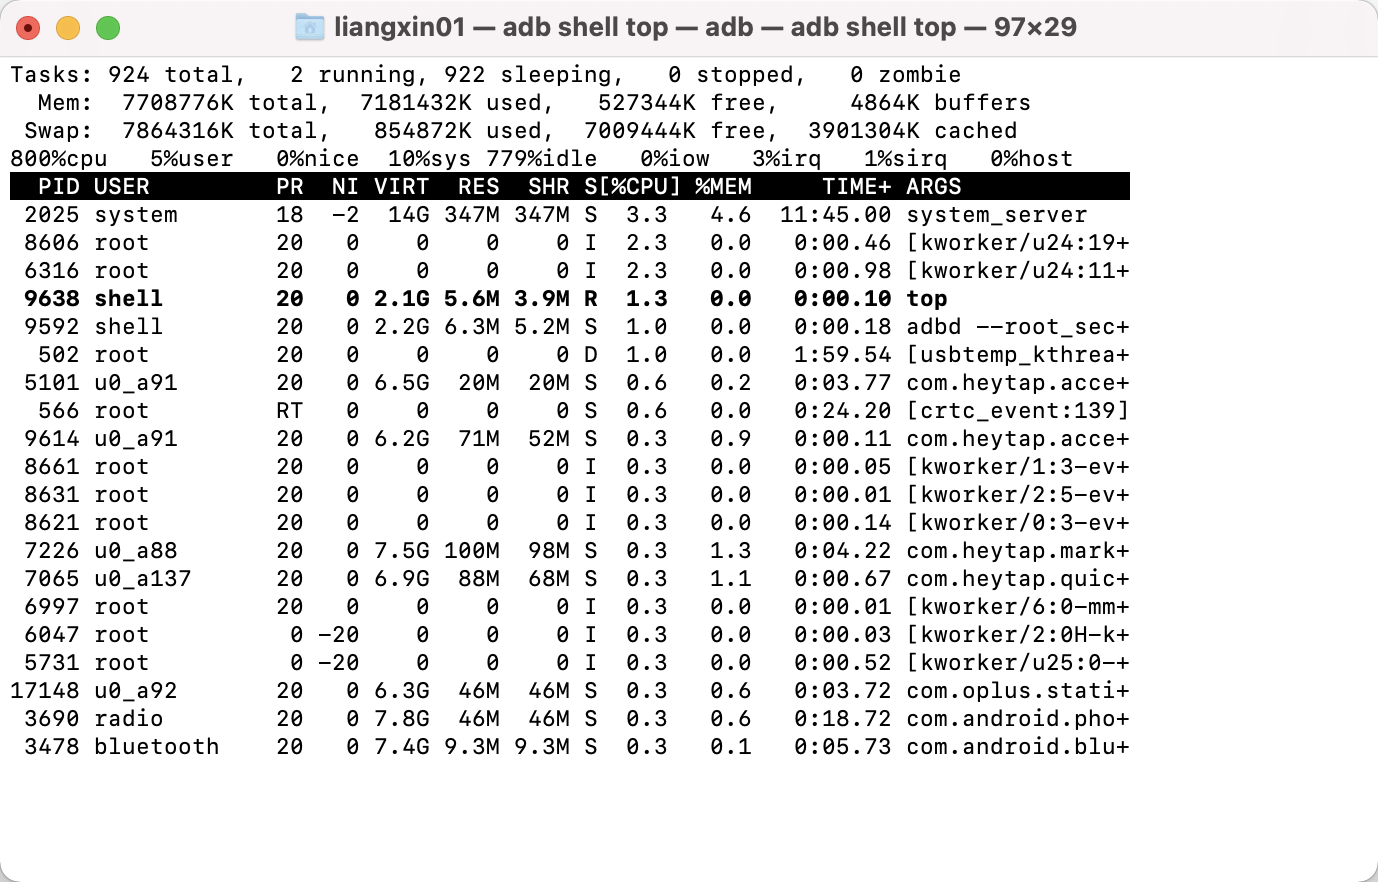 liangxin01 — adb shell top — adb — adb shell top — 97×29
Tasks: 924 total,   2 running, 922 sleeping,   0 stopped,   0 zombie
  Mem:  7708776K total,  7181432K used,   527344K free,     4864K buffers
 Swap:  7864316K total,   854872K used,  7009444K free,  3901304K cached
800%cpu   5%user   0%nice  10%sys 779%idle   0%iow   3%irq   1%sirq   0%host
  PID USER         PR  NI VIRT  RES  SHR S[%CPU] %MEM     TIME+ ARGS
 2025 system       18  -2  14G 347M 347M S  3.3   4.6  11:45.00 system_server
 8606 root         20   0    0    0    0 I  2.3   0.0   0:00.46 [kworker/u24:19+
 6316 root         20   0    0    0    0 I  2.3   0.0   0:00.98 [kworker/u24:11+
 9638 shell        20   0 2.1G 5.6M 3.9M R  1.3   0.0   0:00.10 top
 9592 shell        20   0 2.2G 6.3M 5.2M S  1.0   0.0   0:00.18 adbd --root_sec+
  502 root         20   0    0    0    0 D  1.0   0.0   1:59.54 [usbtemp_kthrea+
 5101 u0_a91       20   0 6.5G  20M  20M S  0.6   0.2   0:03.77 com.heytap.acce+
  566 root         RT   0    0    0    0 S  0.6   0.0   0:24.20 [crtc_event:139]
 9614 u0_a91       20   0 6.2G  71M  52M S  0.3   0.9   0:00.11 com.heytap.acce+
 8661 root         20   0    0    0    0 I  0.3   0.0   0:00.05 [kworker/1:3-ev+
 8631 root         20   0    0    0    0 I  0.3   0.0   0:00.01 [kworker/2:5-ev+
 8621 root         20   0    0    0    0 I  0.3   0.0   0:00.14 [kworker/0:3-ev+
 7226 u0_a88       20   0 7.5G 100M  98M S  0.3   1.3   0:04.22 com.heytap.mark+
 7065 u0_a137      20   0 6.9G  88M  68M S  0.3   1.1   0:00.67 com.heytap.quic+
 6997 root         20   0    0    0    0 I  0.3   0.0   0:00.01 [kworker/6:0-mm+
 6047 root          0 -20    0    0    0 I  0.3   0.0   0:00.03 [kworker/2:0H-k+
 5731 root          0 -20    0    0    0 I  0.3   0.0   0:00.52 [kworker/u25:0-+
17148 u0_a92       20   0 6.3G  46M  46M S  0.3   0.6   0:03.72 com.oplus.stati+
 3690 radio        20   0 7.8G  46M  46M S  0.3   0.6   0:18.72 com.android.pho+
 3478 bluetooth    20   0 7.4G 9.3M 9.3M S  0.3   0.1   0:05.73 com.android.blu+